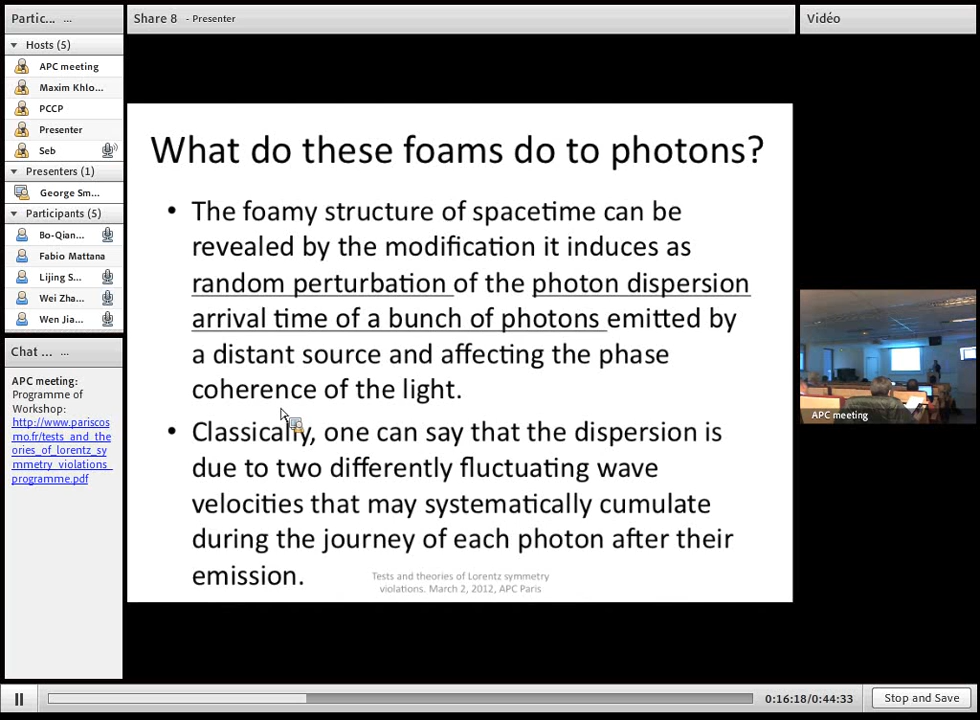 Partic... ...
Hosts (5)
APC meeting
Maxim Khlo...
PCCP
Presenter
Seb
Presenters (1)
George Sm...
Participants (5)
Bo-Qian...
Fabio Mattana
Lijing S...
Wei Zha...
Wen Jia...
Chat ... ...
APC meeting:
Programme of
Workshop:
http://www.pariscos
mo.fr/tests_and_the
ories_of_lorentz_sy
mmetry_violations_
programme.pdf
Share 8 - Presenter
What do these foams do to photons?
• The foamy structure of spacetime can be
revealed by the modification it induces as
random perturbation of the photon dispersion
arrival time of a bunch of photons emitted by
a distant source and affecting the phase
coherence of the light.
• Classically, one can say that the dispersion is
due to two differently fluctuating wave
velocities that may systematically cumulate
during the journey of each photon after their
emission.
Tests and theories of Lorentz symmetry
violations. March 2, 2012, APC Paris
Vidéo
APC meeting
0:16:18/0:44:33
Stop and Save